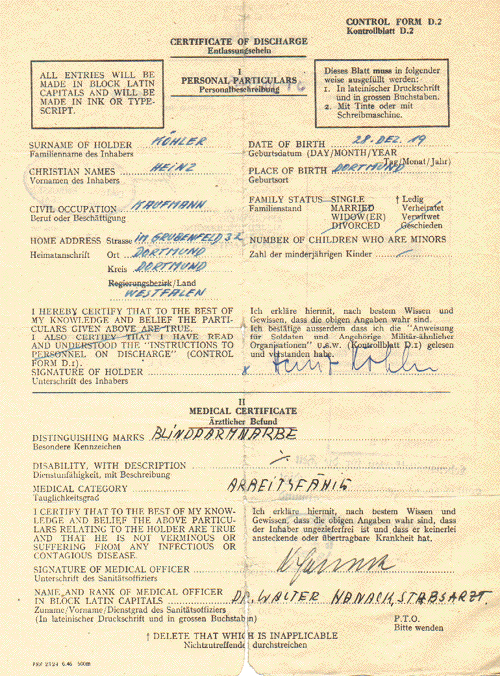 CONTROL FORM D.2
Kontrollblatt D.2
CERTIFICATE OF DISCHARGE
Entlassungschein
I
PERSONAL PARTICULARS
Personalbeschreibung
ALL ENTRIES WILL BE
MADE IN BLOCK LATIN
CAPITALS AND WILL BE
MADE IN INK OR TYPE-
SCRIPT.
Dieses Blatt muss in folgender
weise ausgefüllt werden:
1. In lateinischer Druckschrift
und in grossen Buchstaben.
2. Mit Tinte oder mit
Schreibmaschine.
SURNAME OF HOLDER KÖHLER
Familienname des Inhabers
CHRISTIAN NAMES HEINZ
Vornamen des Inhabers
CIVIL OCCUPATION KAUFMANN
Beruf oder Beschäftigung
HOME ADDRESS Strasse IM GRUBENFELD 32
Heimatanschrift Ort DORTMUND
Kreis DORTMUND
Regierungsbezirk/Land
WESTFALEN
DATE OF BIRTH 28. DEZ. 19
Geburtsdatum (DAY/MONTH/YEAR
Tag/Monat/Jahr)
PLACE OF BIRTH DORTMUND
Geburtsort
FAMILY STATUS SINGLE † Ledig
Familienstand MARRIED Verheiratet
WIDOW(ER) Verwitwet
DIVORCED Geschieden
NUMBER OF CHILDREN WHO ARE MINORS
Zahl der minderjährigen Kinder
I HEREBY CERTIFY THAT TO THE BEST OF
MY KNOWLEDGE AND BELIEF THE PARTI-
CULARS GIVEN ABOVE ARE TRUE.
I ALSO CERTIFY THAT I HAVE READ
AND UNDERSTOOD THE "INSTRUCTIONS TO
PERSONNEL ON DISCHARGE" (CONTROL
FORM D.1).
SIGNATURE OF HOLDER x Heinz Köhler
Unterschrift des Inhabers
Ich erkläre hiermit, nach bestem Wissen und
Gewissen, dass die obigen Angaben wahr sind.
Ich bestätige ausserdem dass ich die "Anweisung
für Soldaten und Angehörige Militär-ähnlicher
Organisationen" u.s.w. (Kontrollblatt D.1) gelesen
und verstanden habe.
II
MEDICAL CERTIFICATE
Ärztlicher Befund
DISTINGUISHING MARKS BLINDDARMNARBE
Besondere Kennzeichen
DISABILITY, WITH DESCRIPTION
Dienstunfähigkeit, mit Beschreibung
MEDICAL CATEGORY ARBEITSFÄHIG
Tauglichkeitsgrad
I CERTIFY THAT TO THE BEST OF MY KNOW-
LEDGE AND BELIEF THE ABOVE PARTICU-
LARS RELATING TO THE HOLDER ARE TRUE
AND THAT HE IS NOT VERMINOUS OR
SUFFERING FROM ANY INFECTIOUS OR
CONTAGIOUS DISEASE.
Ich erkläre hiermit, nach bestem Wissen und
Gewissen, dass die obigen Angaben wahr sind, dass
der Inhaber ungezieferfrei ist und dass er keinerlei
ansteckende oder übertragbare Krankheit hat.
SIGNATURE OF MEDICAL OFFICER
Unterschrift des Sanitätsoffiziers
NAME AND RANK OF MEDICAL OFFICER
IN BLOCK LATIN CAPITALS DR. WALTER STABSARZT.
Zuname/Vorname/Dienstgrad des Sanitätsoffiziers
(In lateinischer Druckschrift und in grossen Buchstaben)
P.T.O.
Bitte wenden
† DELETE THAT WHICH IS INAPPLICABLE
Nichtzutreffendes durchstreichen